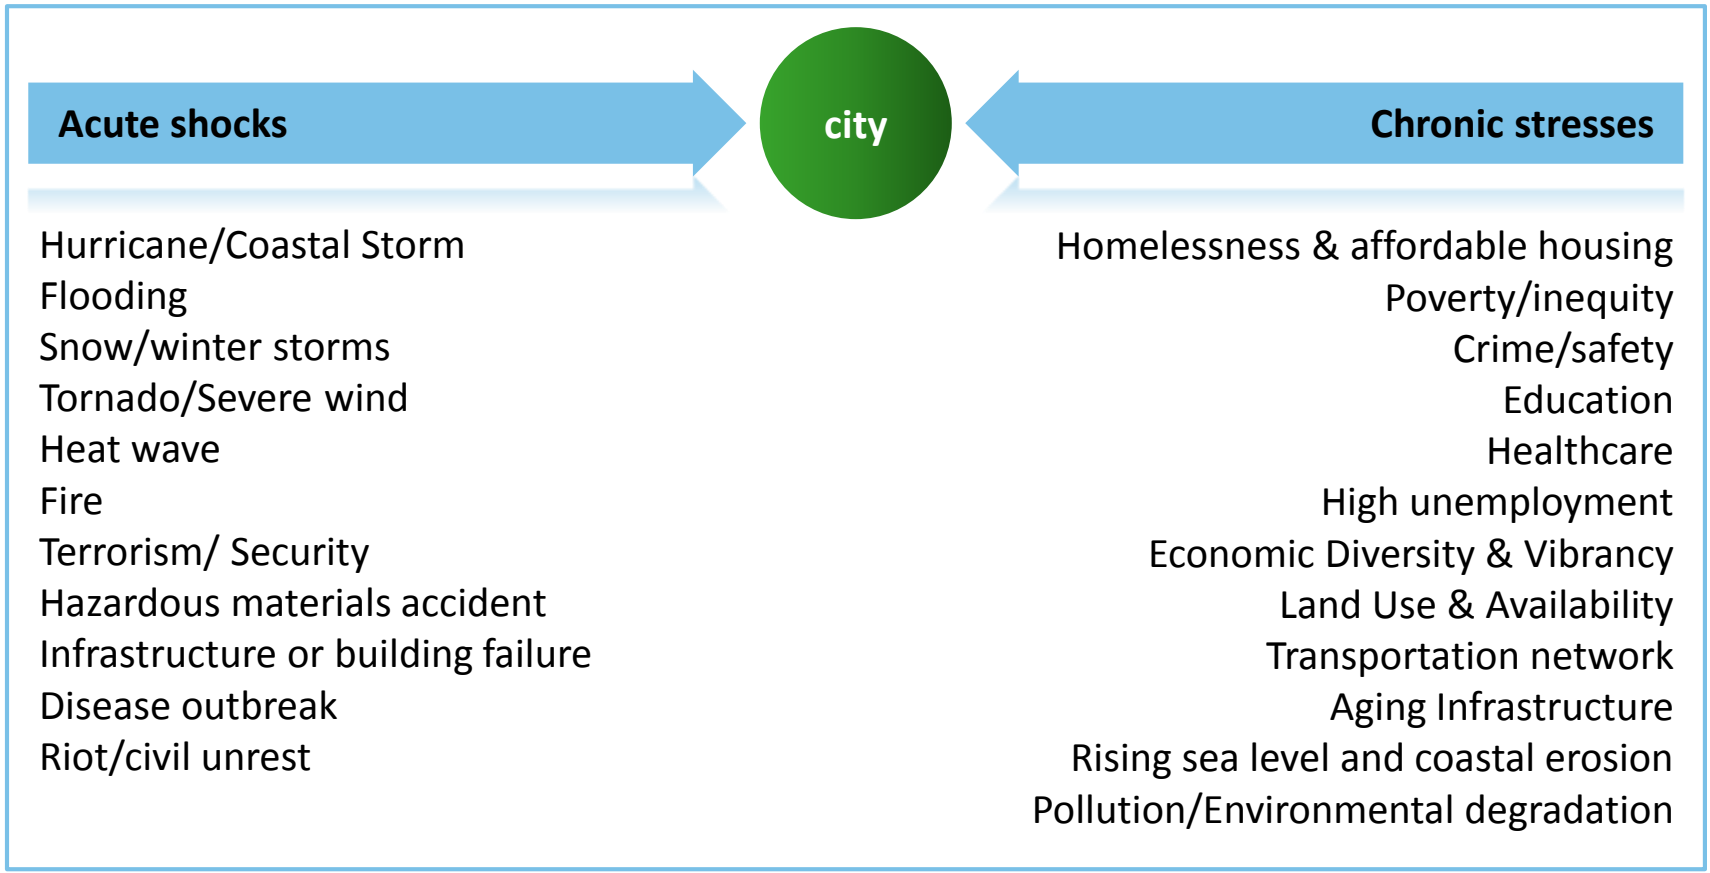 Acute shocks
city
Chronic stresses
Hurricane/Coastal Storm
Flooding
Snow/winter storms
Tornado/Severe wind
Heat wave
Fire
Terrorism/ Security
Hazardous materials accident
Infrastructure or building failure
Disease outbreak
Riot/civil unrest
Homelessness & affordable housing
Poverty/inequity
Crime/safety
Education
Healthcare
High unemployment
Economic Diversity & Vibrancy
Land Use & Availability
Transportation network
Aging Infrastructure
Rising sea level and coastal erosion
Pollution/Environmental degradation